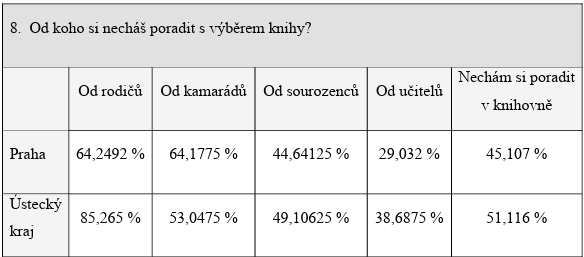 8. Od koho si necháš poradit s výběrem knihy?
Od rodičů Od kamarádů Od sourozenců Od učitelů Nechám si poradit
v knihovně
Praha 64,2492 % 64,1775 % 44,64125 % 29,032 % 45,107 %
Ústecký
kraj 85,265 % 53,0475 % 49,10625 % 38,6875 % 51,116 %